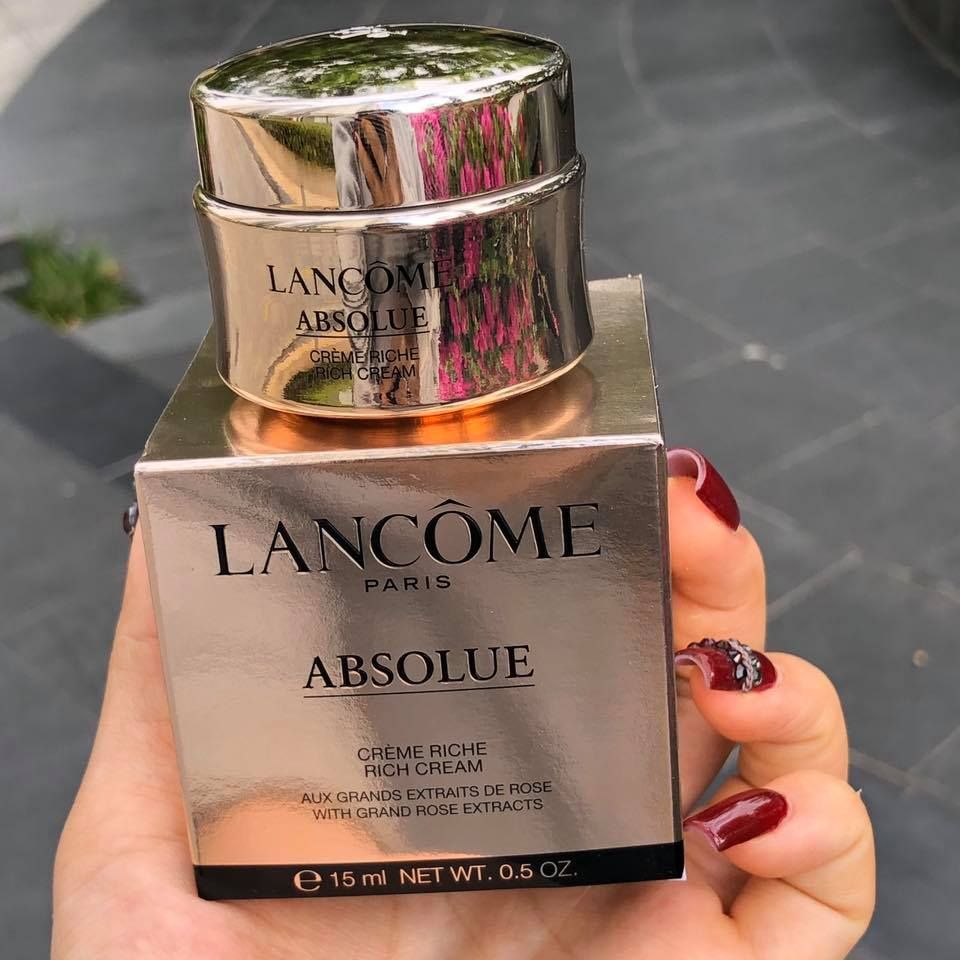 LANCÔME
ABSOLUE
CRÈME RICHE
RICH CREAM
LANCÔME
PARIS
ABSOLUE
CRÈME RICHE
RICH CREAM
AUX GRANDS EXTRAITS DE ROSE
WITH GRAND ROSE EXTRACTS
℮ 15 ml NET WT. 0.5 OZ.